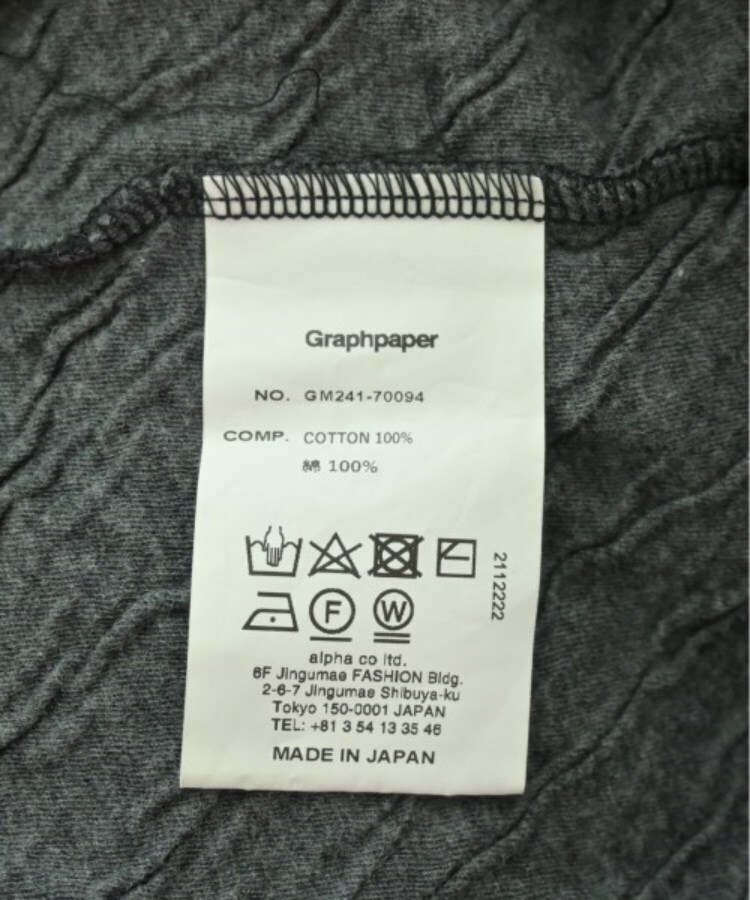 Graphpaper
NO. GM241-70094
COMP. COTTON 100%
綿 100%
2112222
F W
alpha co ltd.
6F Jingumae FASHION Bldg.
2-6-7 Jingumae Shibuya-ku
Tokyo 150-0001 JAPAN
TEL: +81 3 54 13 35 46
MADE IN JAPAN